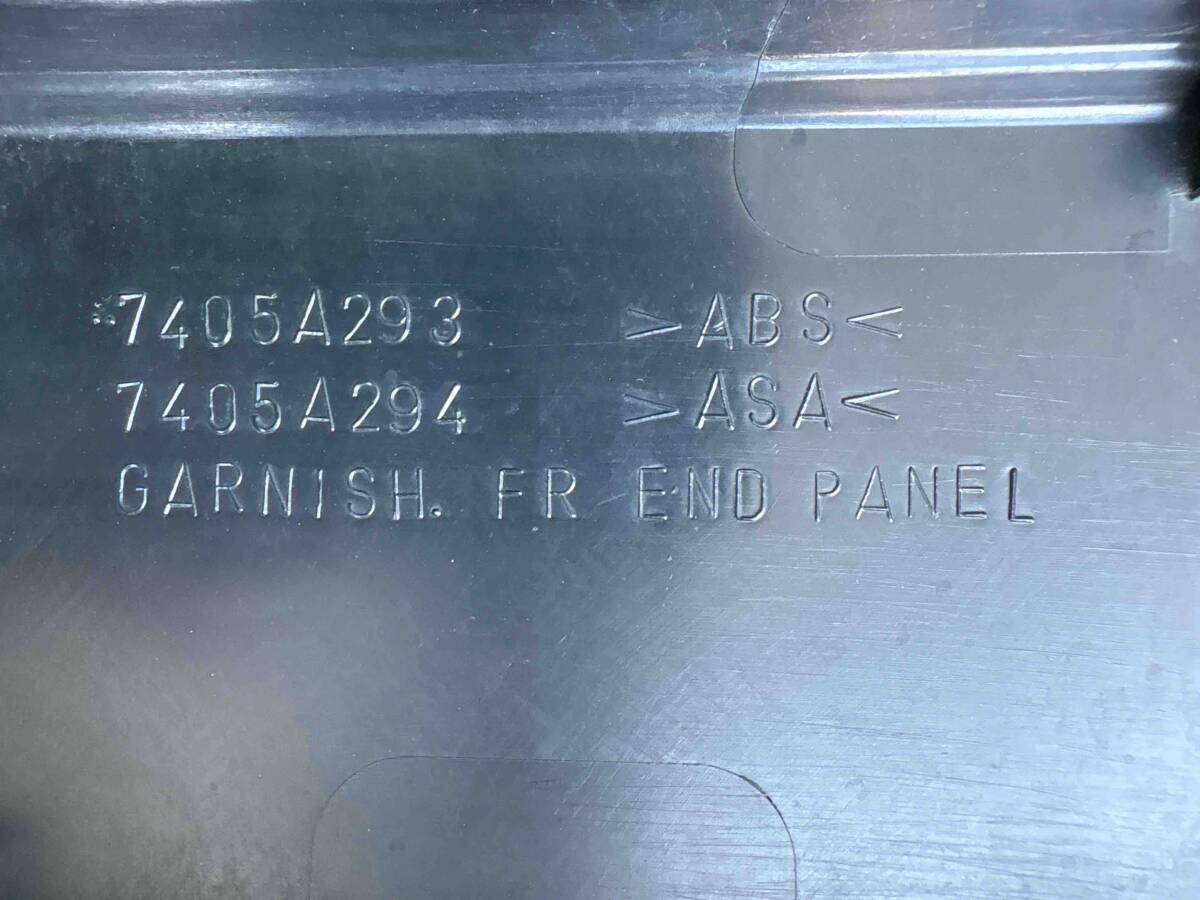 7405A293 >ABS<
7405A294 >ASA<
GARNISH. FR END PANEL